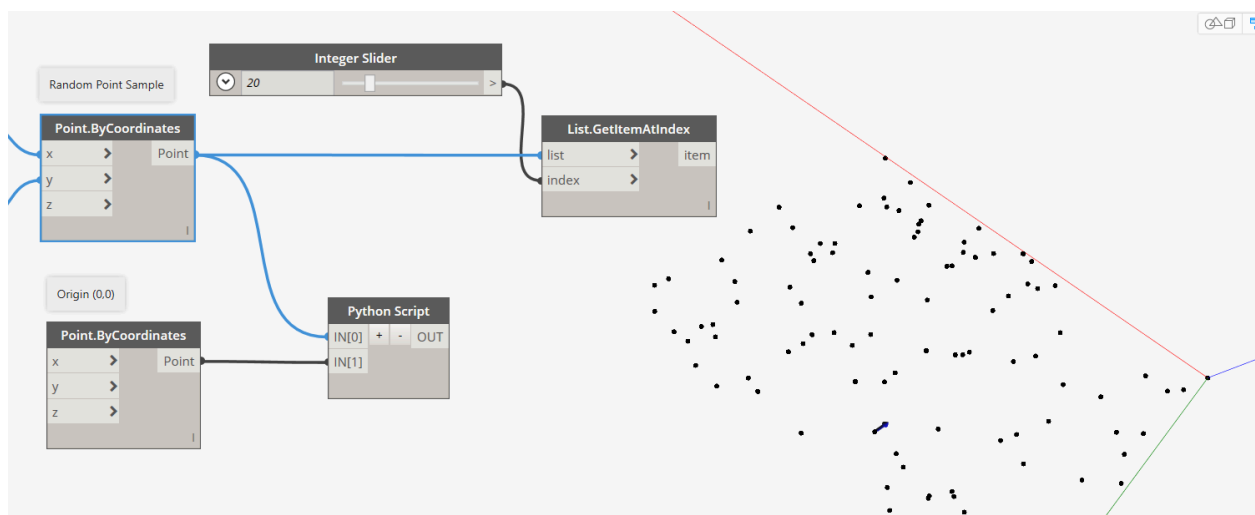 Integer Slider
20
>
Random Point Sample
Point.ByCoordinates
x
Point
y
z
l
List.GetItemAtIndex
list
item
index
l
Origin (0,0)
Point.ByCoordinates
x
Point
y
z
l
Python Script
IN[0] + - OUT
IN[1]